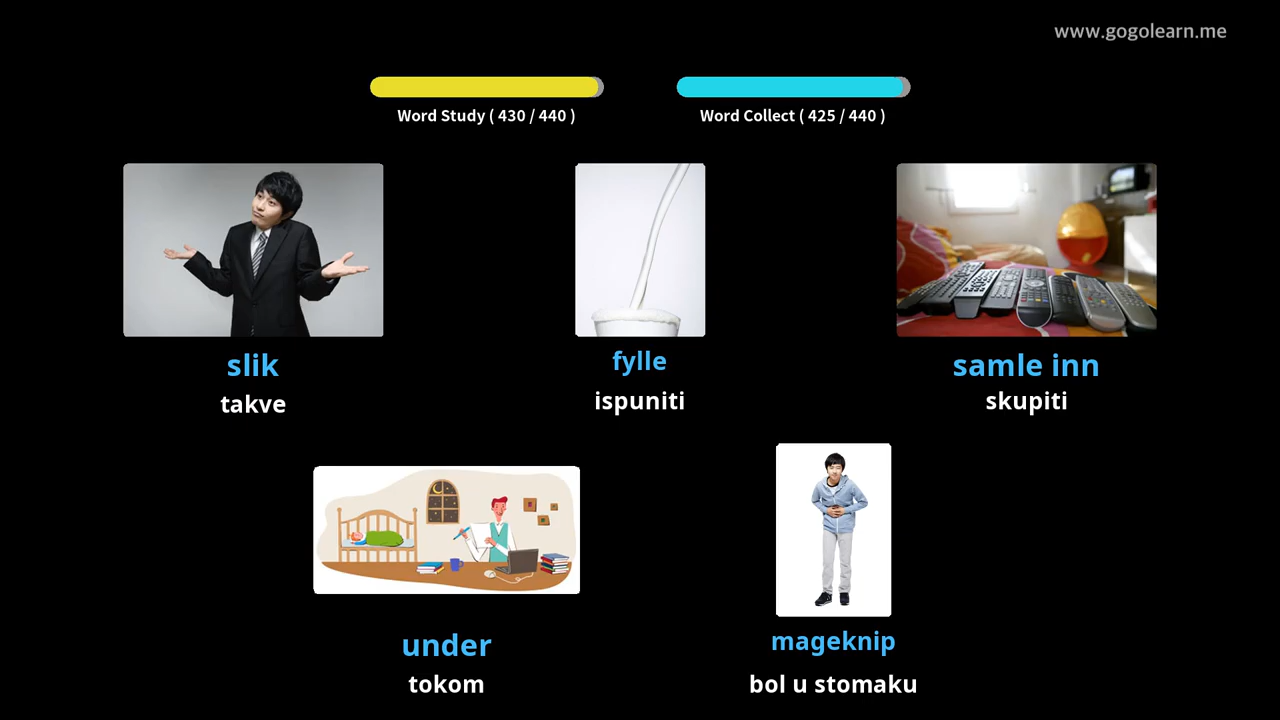 www.gogolearn.me
Word Study ( 430 / 440 )
Word Collect ( 425 / 440 )
slik
takve
fylle
ispuniti
samle inn
skupiti
under
tokom
mageknip
bol u stomaku